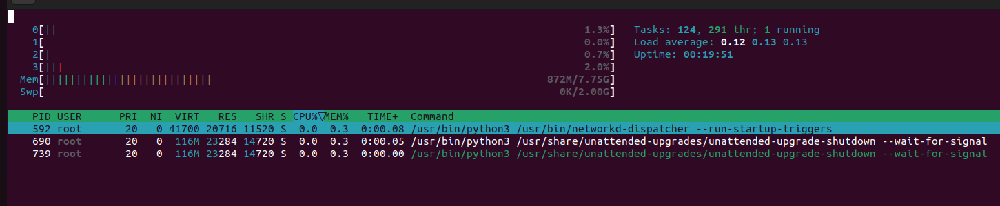 0[|| 1.3%] Tasks: 124, 291 thr; 1 running
1[ 0.0%] Load average: 0.12 0.13 0.13
2[| 0.7%] Uptime: 00:19:51
3[||| 2.0%]
Mem[||||||||||||||||||||||||||| 872M/7.75G]
Swp[ 0K/2.00G]
PID USER PRI NI VIRT RES SHR S CPU%▽MEM% TIME+ Command
592 root 20 0 41700 20716 11520 S 0.0 0.3 0:00.08 /usr/bin/python3 /usr/bin/networkd-dispatcher --run-startup-triggers
690 root 20 0 116M 23284 14720 S 0.0 0.3 0:00.05 /usr/bin/python3 /usr/share/unattended-upgrades/unattended-upgrade-shutdown --wait-for-signal
739 root 20 0 116M 23284 14720 S 0.0 0.3 0:00.00 /usr/bin/python3 /usr/share/unattended-upgrades/unattended-upgrade-shutdown --wait-for-signal